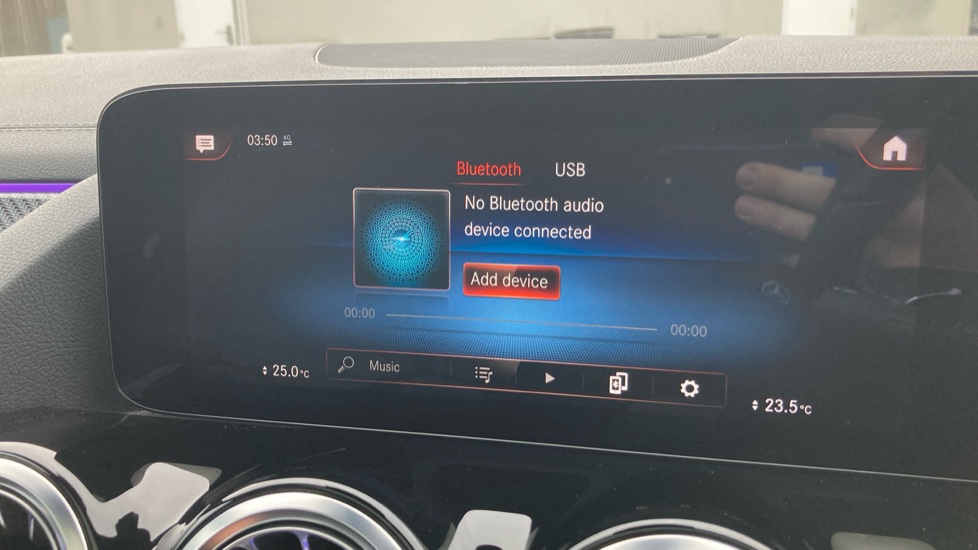 03:50 4G
Bluetooth USB
No Bluetooth audio
device connected
Add device
00:00 00:00
Music
25.0°C
23.5°C